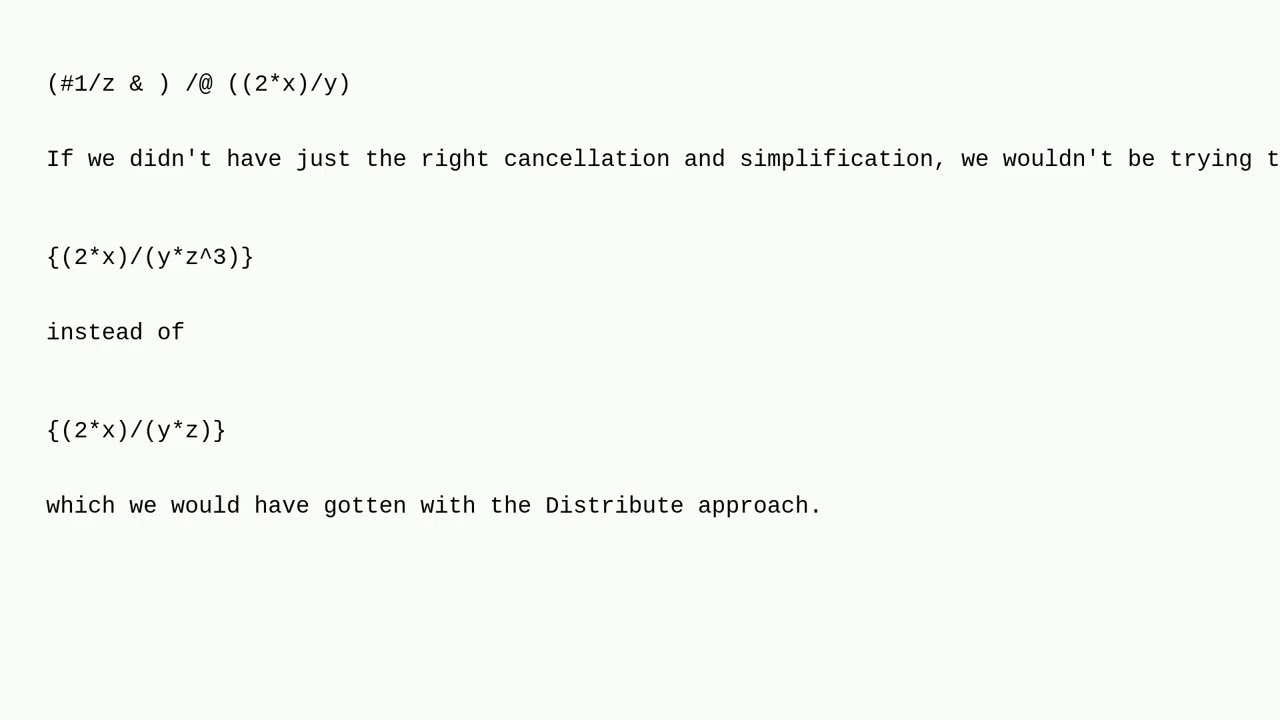 (#1/z & ) /@ ((2*x)/y)
If we didn't have just the right cancellation and simplification, we wouldn't be trying
{(2*x)/(y*z^3)}
instead of
{(2*x)/(y*z)}
which we would have gotten with the Distribute approach.